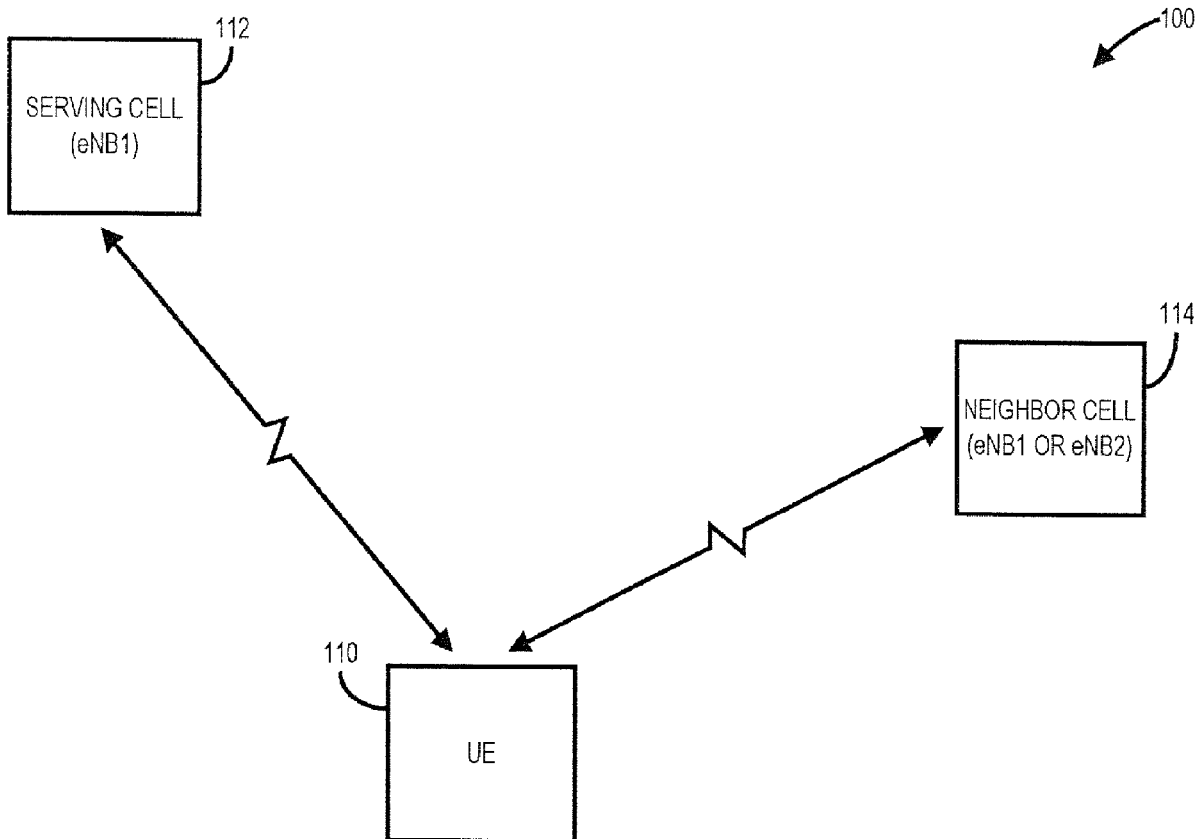 112
100
SERVING CELL
(eNB1)
114
NEIGHBOR CELL
(eNB1 OR eNB2)
110
UE